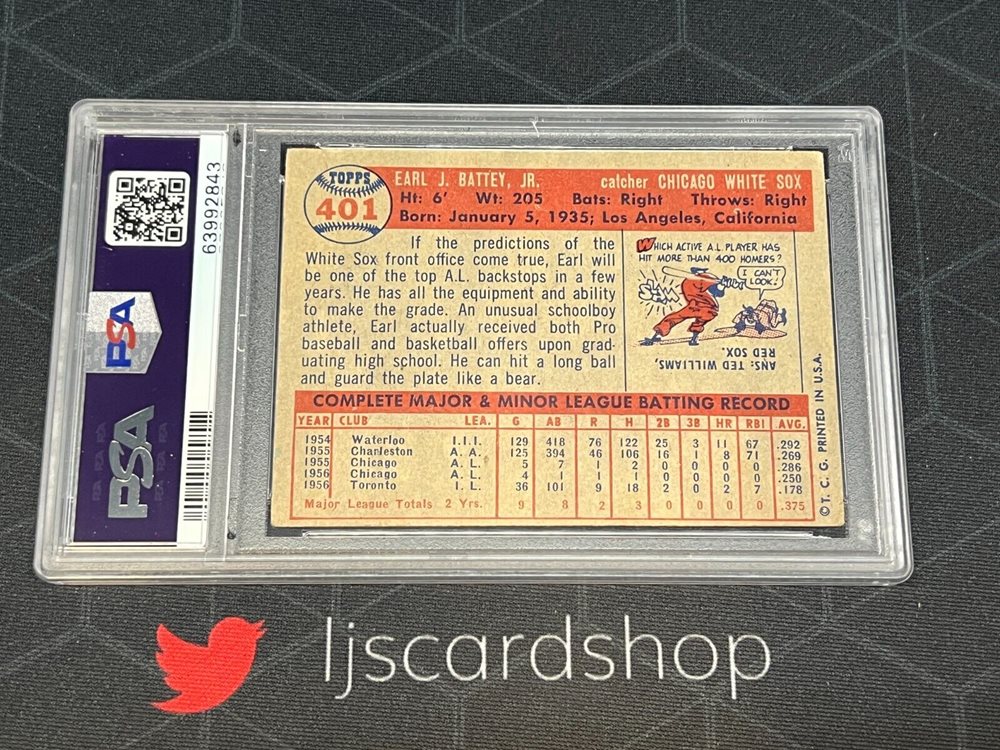 63992843
PSA
PSA
TOPPS
401
EARL J. BATTEY, JR. catcher CHICAGO WHITE SOX
Ht: 6' Wt: 205 Bats: Right Throws: Right
Born: January 5, 1935; Los Angeles, California
If the predictions of the
White Sox front office come true, Earl will
be one of the top A.L. backstops in a few
years. He has all the equipment and ability
to make the grade. An unusual schoolboy
athlete, Earl actually received both Pro
baseball and basketball offers upon grad-
uating high school. He can hit a long ball
and guard the plate like a bear.
WHICH ACTIVE A.L. PLAYER HAS
HIT MORE THAN 400 HOMERS?
I CAN'T
LOOK!
ANS: TED WILLIAMS,
RED SOX.
COMPLETE MAJOR & MINOR LEAGUE BATTING RECORD
YEAR CLUB LEA. G AB R H 2B 3B HR RBI AVG.
1954 Waterloo I.I.I. 129 418 76 122 25 3 11 67 .292
1955 Charleston A. A. 125 394 46 106 16 1 8 71 .269
1955 Chicago A. L. 5 7 1 2 0 0 0 0 .286
1956 Chicago A. L. 4 1 1 1 0 0 0 0 .250
1956 Toronto I. L. 36 101 9 18 2 0 2 7 .178
Major League Totals 2 Yrs. 9 8 2 3 0 0 0 0 .375
© T. C. G. PRINTED IN U.S.A.
ljscardshop